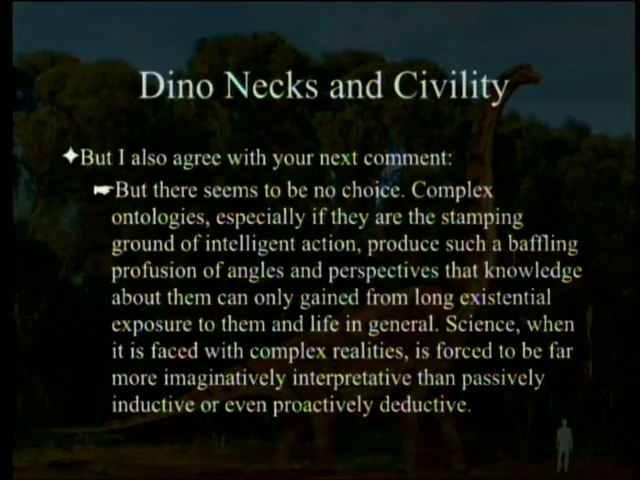 Dino Necks and Civility
But I also agree with your next comment:
But there seems to be no choice. Complex
ontologies, especially if they are the stamping
ground of intelligent action, produce such a baffling
profusion of angles and perspectives that knowledge
about them can only gained from long existential
exposure to them and life in general. Science, when
it is faced with complex realities, is forced to be far
more imaginatively interpretative than passively
inductive or even proactively deductive.